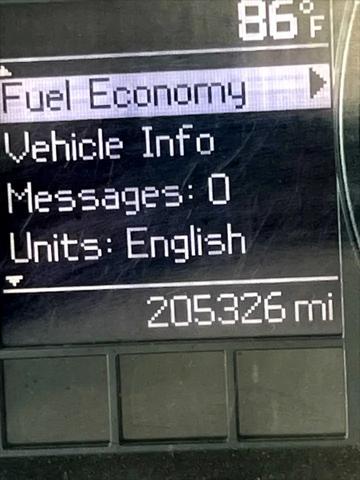 86°F
Fuel Economy
Vehicle Info
Messages: 0
Units: English
205326 mi